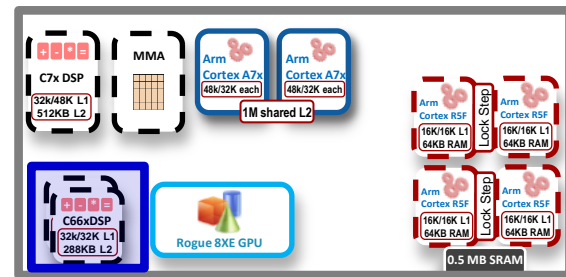 C7x DSP
32k/48K L1
512KB L2
MMA
Arm
Cortex A7x
48k/32K each
Arm
Cortex A7x
48k/32K each
1M shared L2
Arm
Cortex R5F
16K/16K L1
64KB RAM
Lock Step
Arm
Cortex R5F
16K/16K L1
64KB RAM
Arm
Cortex R5F
16K/16K L1
64KB RAM
Lock Step
Arm
Cortex R5F
16K/16K L1
64KB RAM
C66xDSP
32k/32K L1
288KB L2
Rogue 8XE GPU
0.5 MB SRAM